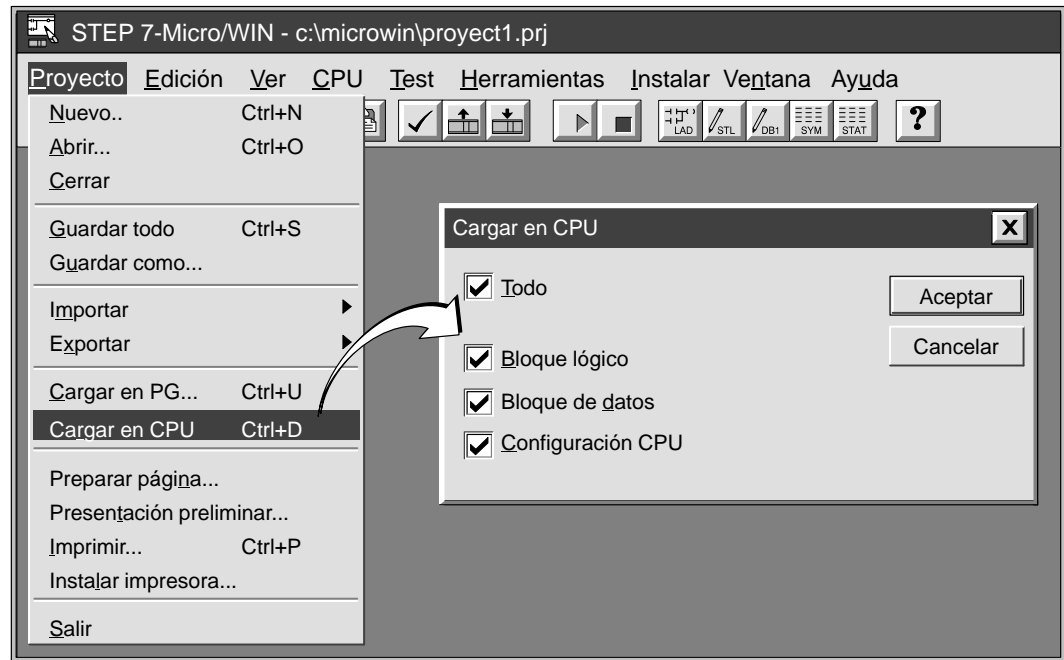 STEP 7-Micro/WIN - c:\microwin\proyect1.prj
Proyecto Edición Ver CPU Test Herramientas Instalar Ventana Ayuda
LAD STL DB1 SYM STAT ?
Nuevo.. Ctrl+N
Abrir... Ctrl+O
Cerrar
Guardar todo Ctrl+S
Guardar como...
Importar
Exportar
Cargar en PG... Ctrl+U
Cargar en CPU Ctrl+D
Preparar página...
Presentación preliminar...
Imprimir... Ctrl+P
Instalar impresora...
Salir
Cargar en CPU X
Todo
Bloque lógico
Bloque de datos
Configuración CPU
Aceptar
Cancelar